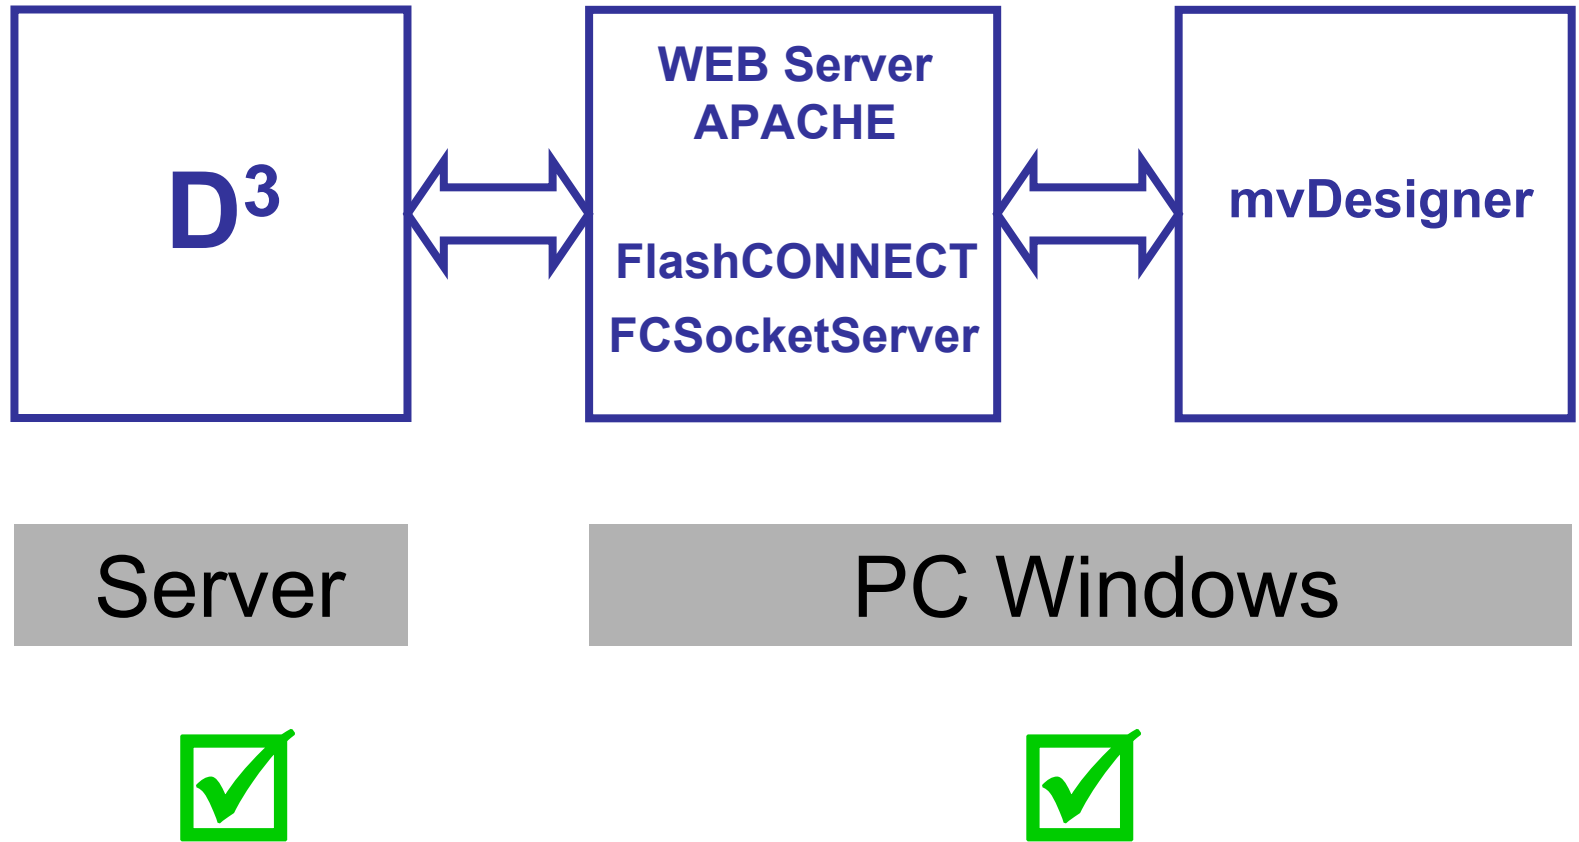 D³
WEB Server
APACHE
FlashCONNECT
FCSocketServer
mvDesigner
Server
PC Windows